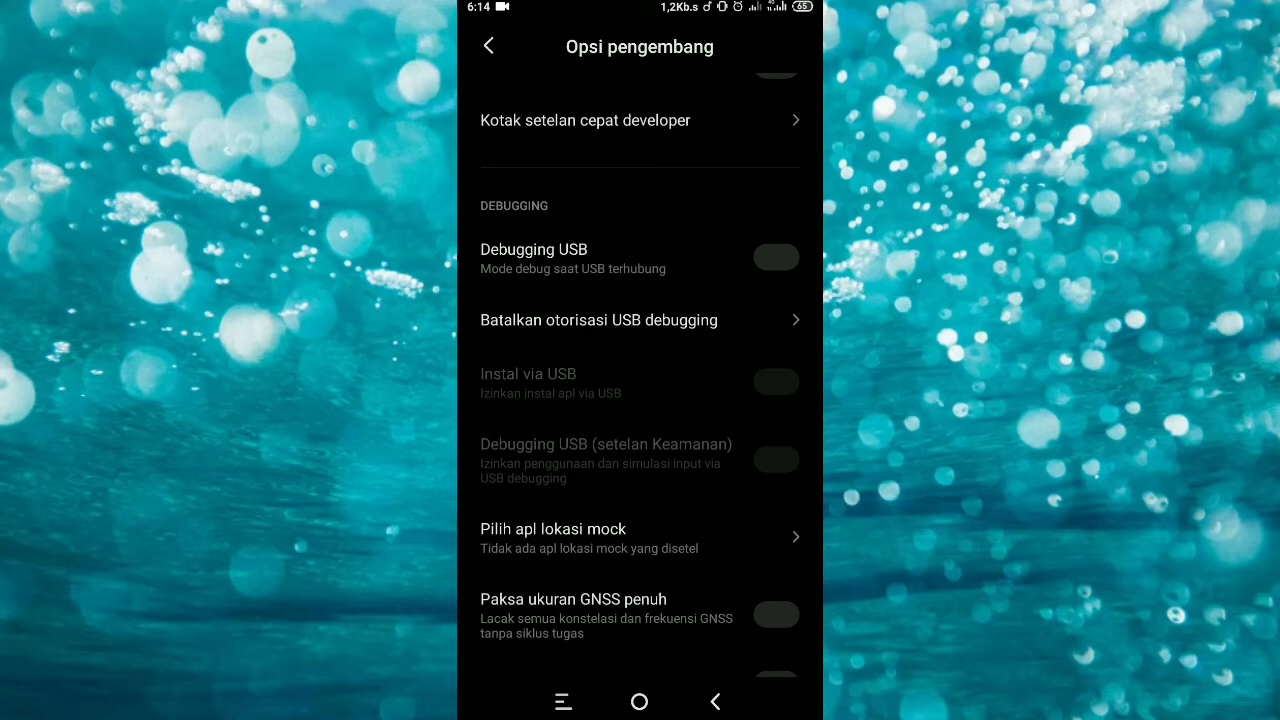 6:14
1,2Kb.s
65
Opsi pengembang
Kotak setelan cepat developer
DEBUGGING
Debugging USB
Mode debug saat USB terhubung
Batalkan otorisasi USB debugging
Instal via USB
Izinkan instal apl via USB
Debugging USB (setelan Keamanan)
Izinkan penggunaan dan simulasi input via
USB debugging
Pilih apl lokasi mock
Tidak ada apl lokasi mock yang disetel
Paksa ukuran GNSS penuh
Lacak semua konstelasi dan frekuensi GNSS
tanpa siklus tugas